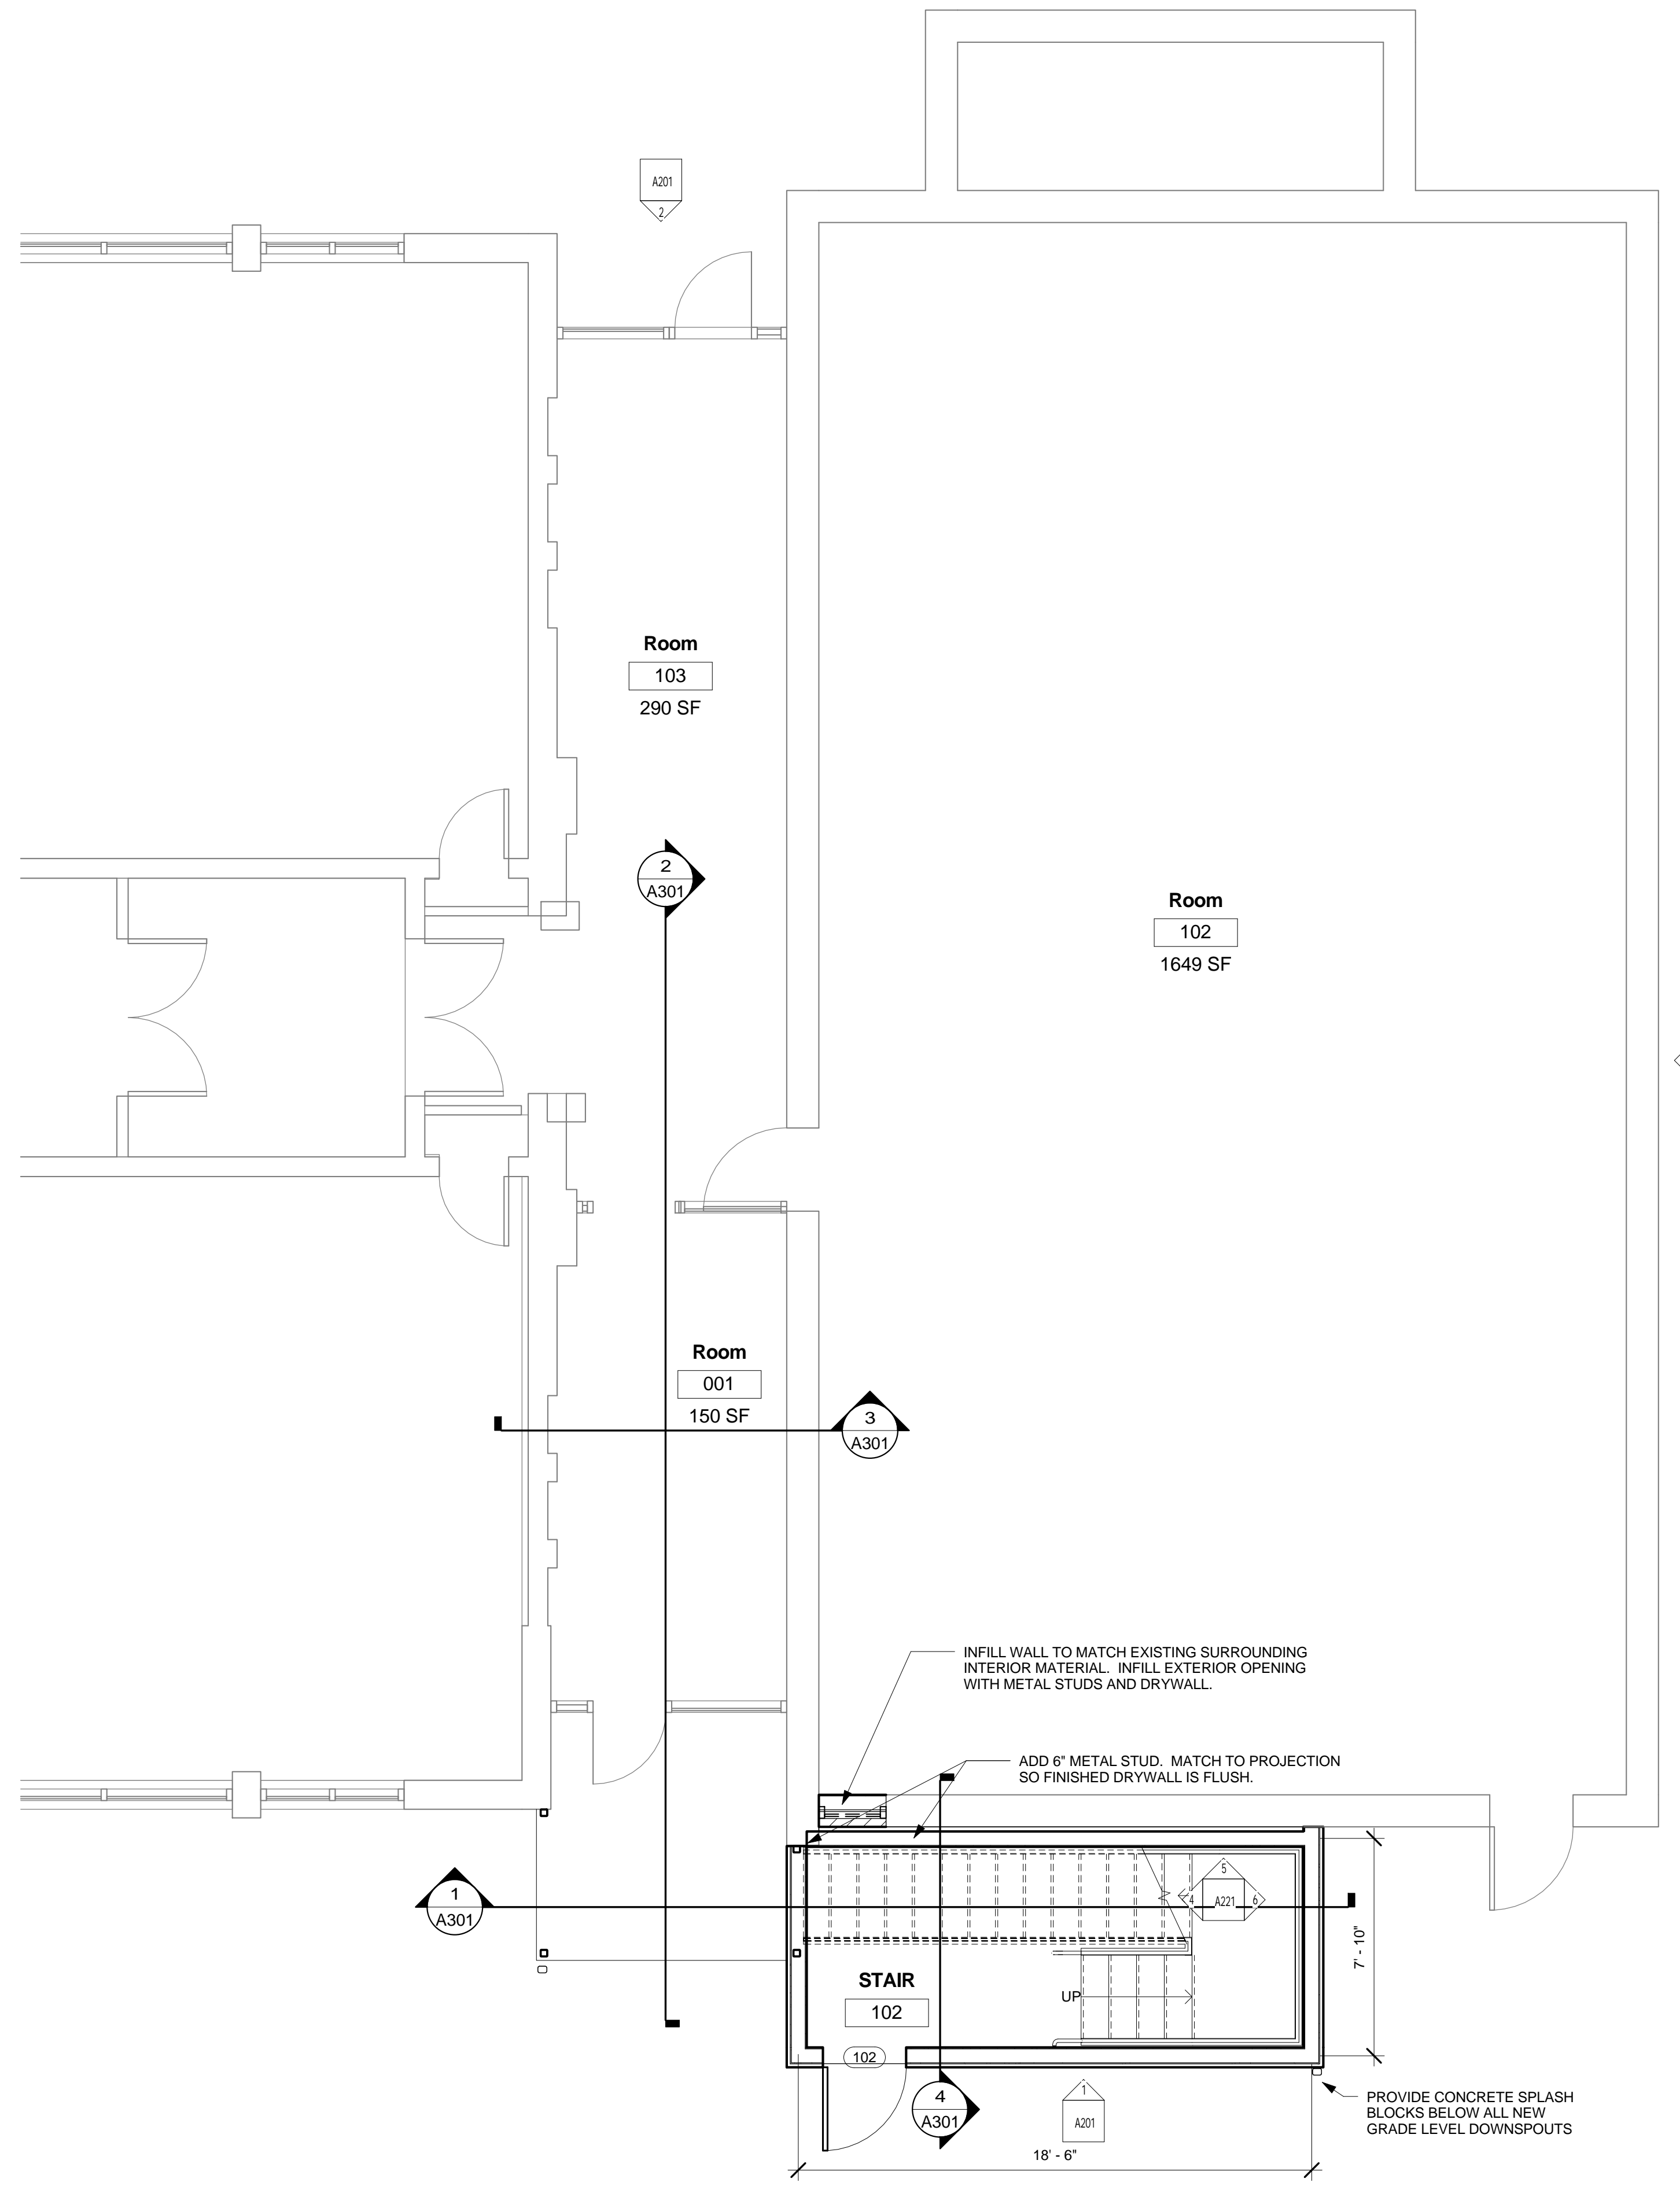 A201
2
Room
103
290 SF
2
A301
Room
102
1649 SF
Room
001
150 SF
3
A301
INFILL WALL TO MATCH EXISTING SURROUNDING
INTERIOR MATERIAL.  INFILL EXTERIOR OPENING
WITH METAL STUDS AND DRYWALL.
ADD 6" METAL STUD.  MATCH TO PROJECTION
SO FINISHED DRYWALL IS FLUSH.
1
A301
5
4
A221
6
7' - 10"
STAIR
102
UP
102
4
A301
1
A201
PROVIDE CONCRETE SPLASH
BLOCKS BELOW ALL NEW
GRADE LEVEL DOWNSPOUTS
18' - 6"